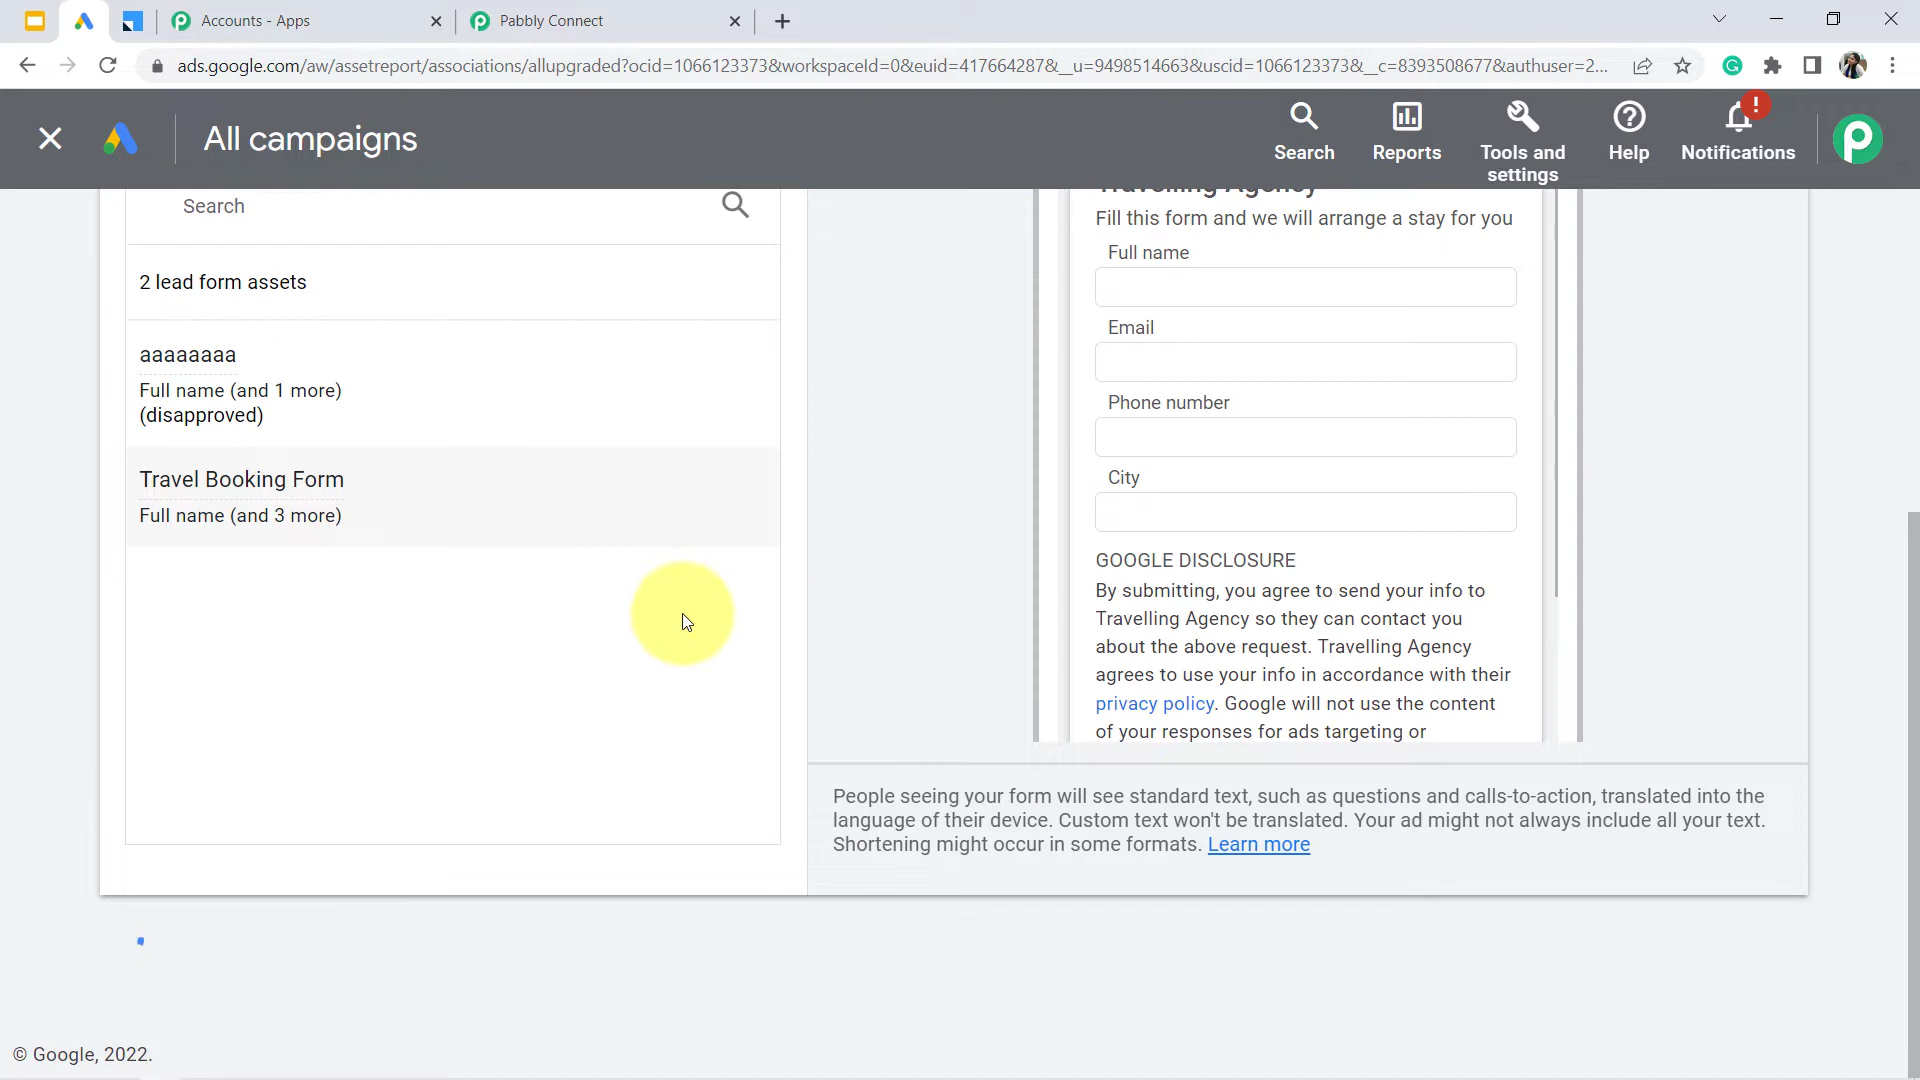 Accounts - Apps
Pabbly Connect
ads.google.com/aw/assetreport/associations/allupgraded?ocid=1066123373&workspaceId=0&euid=417664287&__u=9498514663&uscid=1066123373&__c=8393508677&authuser=2...
All campaigns
Search
Reports
Tools and settings
Help
Notifications
Search
2 lead form assets
aaaaaaaa
Full name (and 1 more)
(disapproved)
Travel Booking Form
Full name (and 3 more)
Travelling Agency
Fill this form and we will arrange a stay for you
Full name
Email
Phone number
City
GOOGLE DISCLOSURE
By submitting, you agree to send your info to
Travelling Agency so they can contact you
about the above request. Travelling Agency
agrees to use your info in accordance with their
privacy policy. Google will not use the content
of your responses for ads targeting or
People seeing your form will see standard text, such as questions and calls-to-action, translated into the
language of their device. Custom text won't be translated. Your ad might not always include all your text.
Shortening might occur in some formats. Learn more
© Google, 2022.